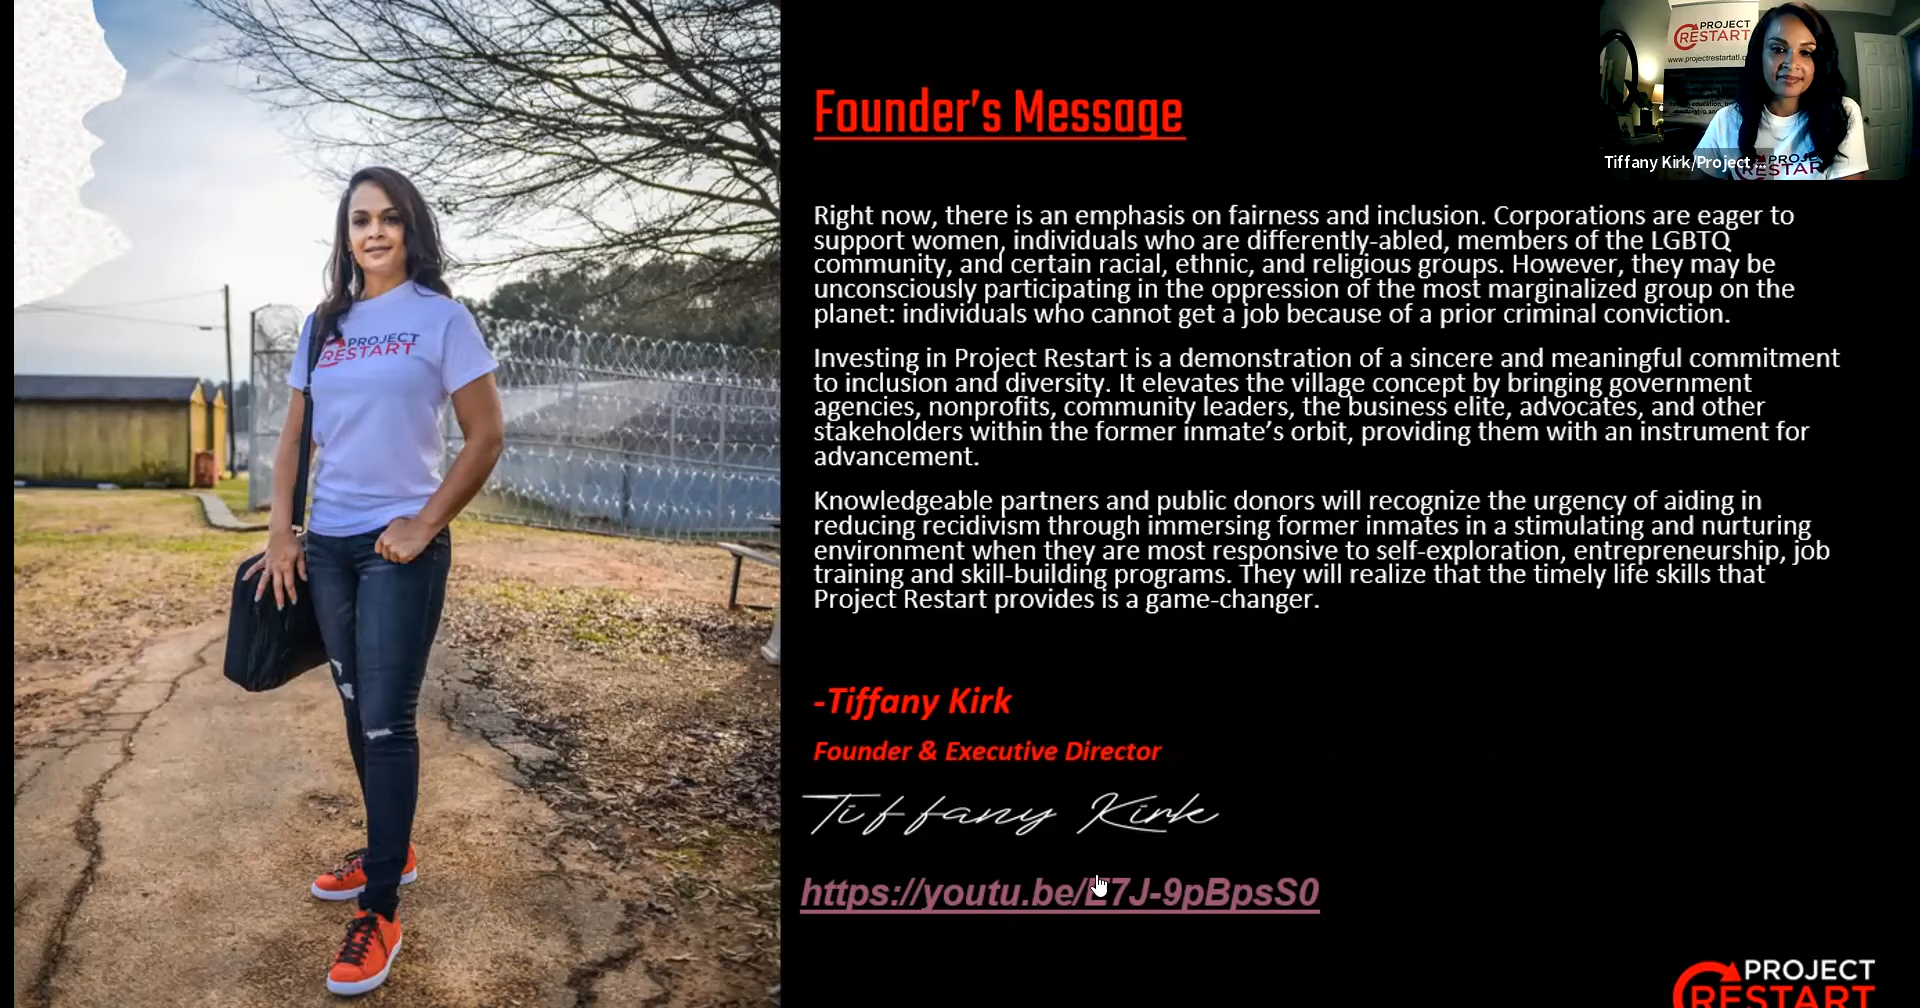 PROJECT
RESTART
Founder's Message
Tiffany Kirk/Project ...
PROJECT
RESTART
Right now, there is an emphasis on fairness and inclusion. Corporations are eager to
support women, individuals who are differently-abled, members of the LGBTQ
community, and certain racial, ethnic, and religious groups. However, they may be
unconsciously participating in the oppression of the most marginalized group on the
planet: individuals who cannot get a job because of a prior criminal conviction.
Investing in Project Restart is a demonstration of a sincere and meaningful commitment
to inclusion and diversity. It elevates the village concept by bringing government
agencies, nonprofits, community leaders, the business elite, advocates, and other
stakeholders within the former inmate’s orbit, providing them with an instrument for
advancement.
Knowledgeable partners and public donors will recognize the urgency of aiding in
reducing recidivism through immersing former inmates in a stimulating and nurturing
environment when they are most responsive to self-exploration, entrepreneurship, job
training and skill-building programs. They will realize that the timely life skills that
Project Restart provides is a game-changer.
-Tiffany Kirk
Founder & Executive Director
Tiffany Kirk
https://youtu.be/E7J-9pBpsS0
PROJECT
RESTART